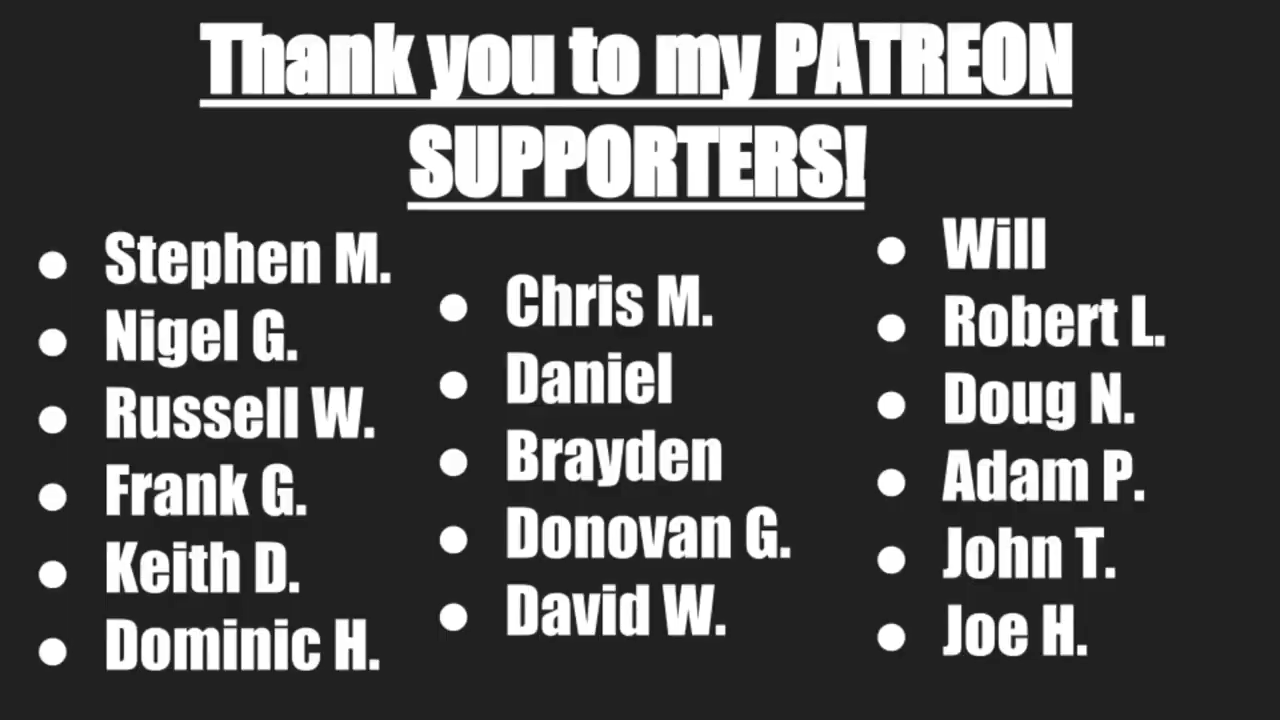 Thank you to my PATREON
SUPPORTERS!
Stephen M.
Nigel G.
Russell W.
Frank G.
Keith D.
Dominic H.
Chris M.
Daniel
Brayden
Donovan G.
David W.
Will
Robert L.
Doug N.
Adam P.
John T.
Joe H.